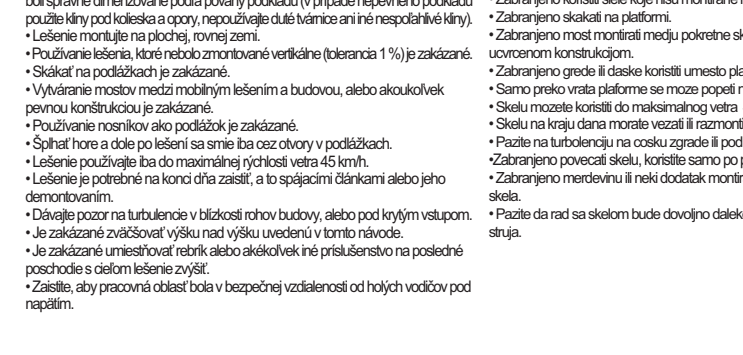 boli správne dimenzované podľa povahy podkladu (v prípade nepevného podkladu
použite kliny pod kolieska a opory, nepoužívajte duté tvárnice ani iné nespoľahlivé kliny).
• Lešenie montujte na plochej, rovnej zemi.
• Používanie lešenia, ktoré nebolo zmontované vertikálne (tolerancia 1 %) je zakázané.
• Skákať na podlážkach je zakázané.
• Vytváranie mostov medzi mobilným lešením a budovou, alebo akoukoľvek
pevnou konštrukciou je zakázané.
• Používanie nosníkov ako podlážok je zakázané.
• Šplhať hore a dole po lešení sa smie iba cez otvory v podlážkach.
• Lešenie používajte iba do maximálnej rýchlosti vetra 45 km/h.
• Lešenie je potrebné na konci dňa zaistiť, a to spájacími článkami alebo jeho
demontovaním.
• Dávajte pozor na turbulencie v blízkosti rohov budovy, alebo pod krytým vstupom.
• Je zakázané zväčšovať výšku nad výšku uvedenú v tomto návode.
• Je zakázané umiestňovať rebrík alebo akékoľvek iné príslušenstvo na posledné
poschodie s cieľom lešenie zvýšiť.
• Zaistite, aby pracovná oblasť bola v bezpečnej vzdialenosti od holých vodičov pod
napätím.
• Zabranjeno koristiti skele koje nisu montirane
• Zabranjeno skakati na platformi.
• Zabranjeno most montirati medju pokretne sk
ucvrcenom konstrukcijom.
• Zabranjeno grede ili daske koristiti umesto pla
• Samo preko vrata plaforme se moze popeti
• Skelu mozete koristiti do maksimalnog vetra
• Skelu na kraju dana morate vezati ili razmonti
• Pazite na turbolenciju na cosku zgrade ili pod
•Zabranjeno povecati skelu, koristite samo po
• Zabranjeno merdevinu ili neki dodatak montir
skela.
• Pazite da rad sa skelom bude dovoljno daleko
struja.